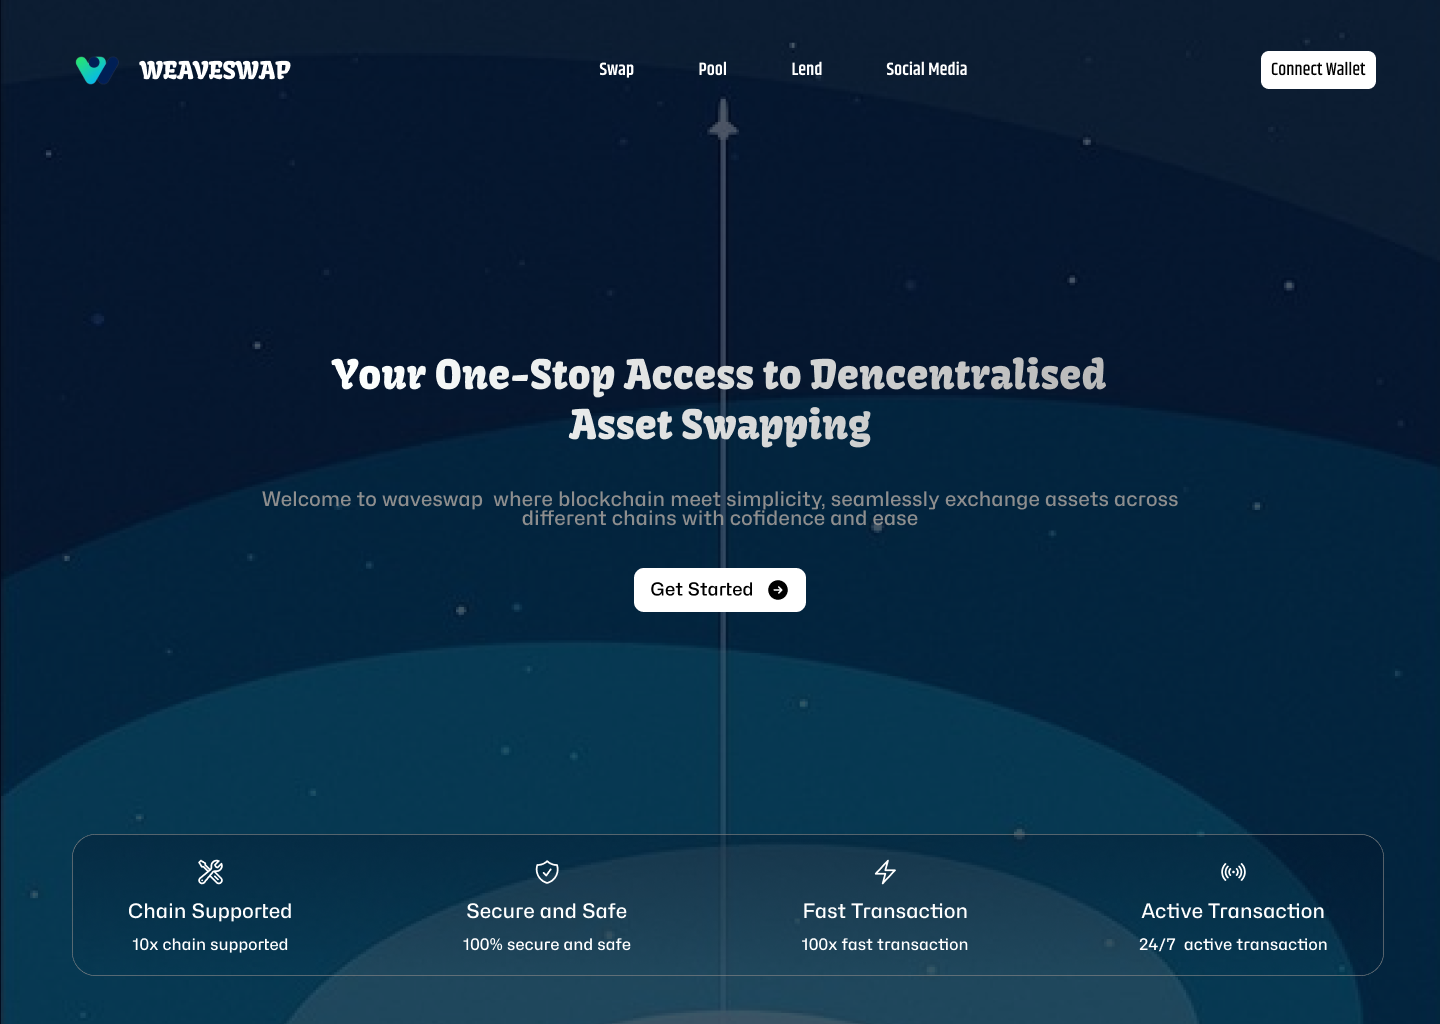 WEAVESWAP
Swap
Pool
Lend
Social Media
Connect Wallet
Your One-Stop Access to Dencentralised
Asset Swapping
Welcome to waveswap  where blockchain meet simplicity, seamlessly exchange assets across
different chains with cofidence and ease
Get Started
Chain Supported
10x chain supported
Secure and Safe
100% secure and safe
Fast Transaction
100x fast transaction
Active Transaction
24/7  active transaction